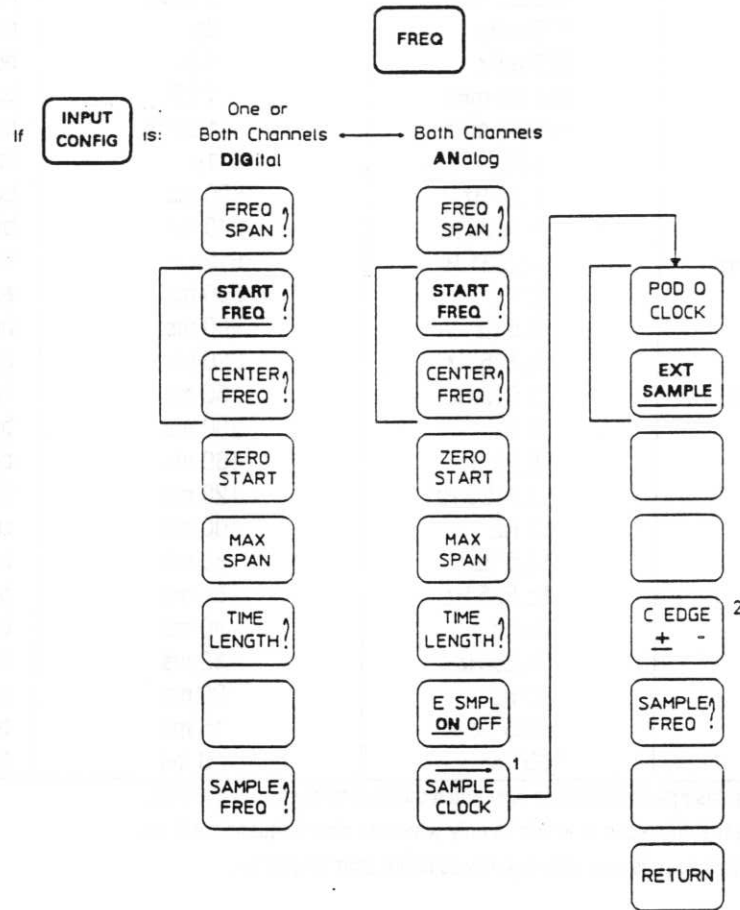 FREQ
If INPUT CONFIG is: One or Both Channels DIGital Both Channels ANalog
FREQ SPAN ?
START FREQ ?
CENTER FREQ ?
ZERO START
MAX SPAN
TIME LENGTH ?
SAMPLE FREQ ?
FREQ SPAN ?
START FREQ ?
CENTER FREQ ?
ZERO START
MAX SPAN
TIME LENGTH ?
E SMPL ON OFF
SAMPLE CLOCK 1
POD Q CLOCK
EXT SAMPLE
C EDGE + - 2
SAMPLE FREQ ?
RETURN